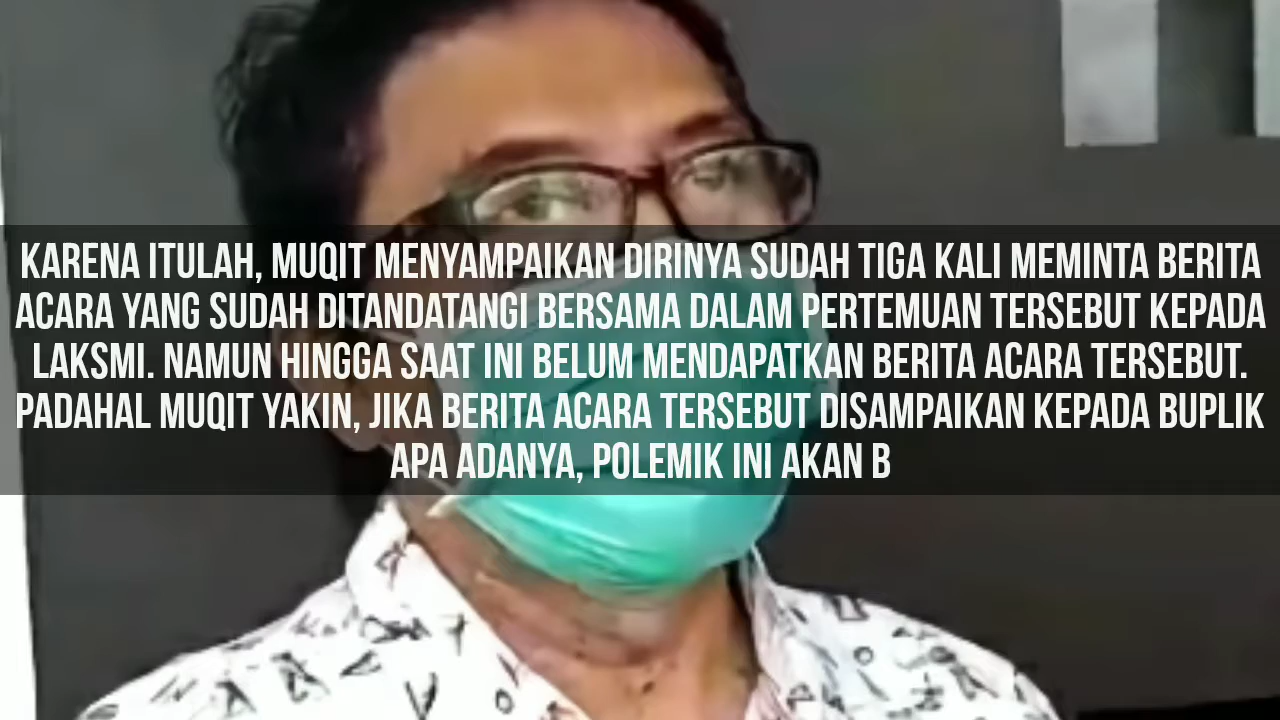 KARENA ITULAH, MUQIT MENYAMPAIKAN DIRINYA SUDAH TIGA KALI MEMINTA BERITA
ACARA YANG SUDAH DITANDATANGI BERSAMA DALAM PERTEMUAN TERSEBUT KEPADA
LAKSMI. NAMUN HINGGA SAAT INI BELUM MENDAPATKAN BERITA ACARA TERSEBUT.
PADAHAL MUQIT YAKIN, JIKA BERITA ACARA TERSEBUT DISAMPAIKAN KEPADA BUPLIK
APA ADANYA, POLEMIK INI AKAN B